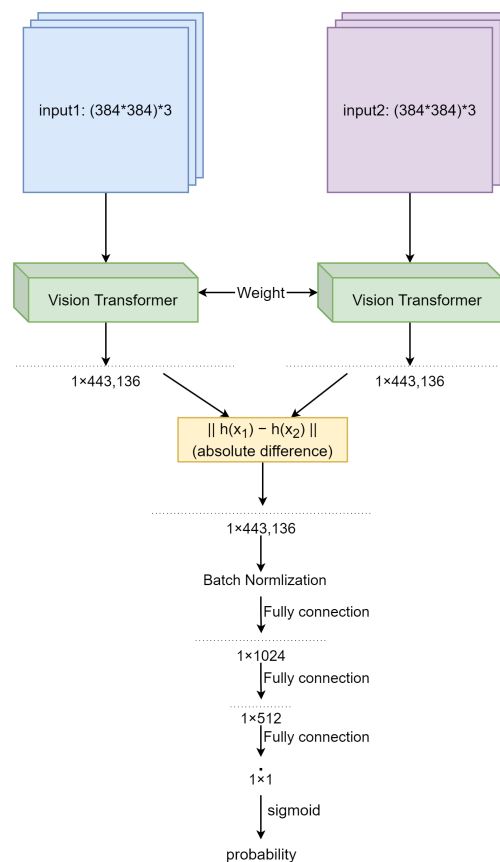 input1: (384*384)*3
input2: (384*384)*3
Vision Transformer
Weight
Vision Transformer
1×443,136
1×443,136
|| h(x₁) − h(x₂) ||
(absolute difference)
1×443,136
Batch Normlization
Fully connection
1×1024
Fully connection
1×512
Fully connection
1×1
sigmoid
probability